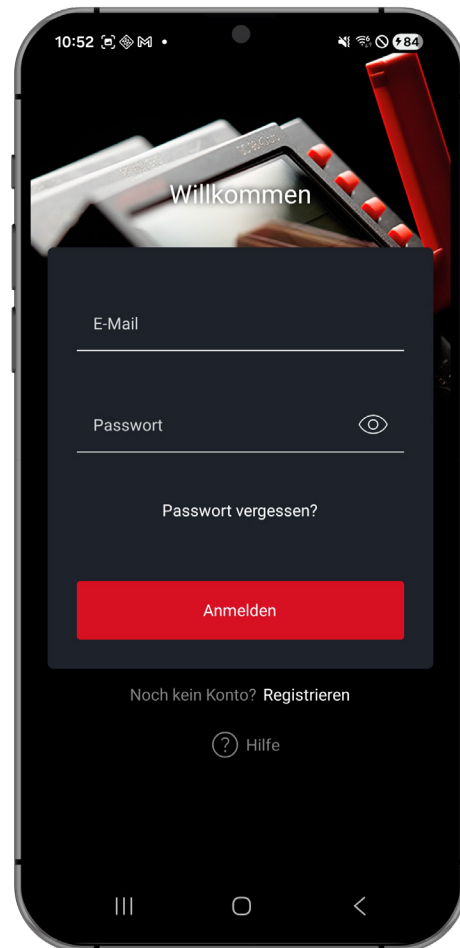 10:52
84
Willkommen
E-Mail
Passwort
Passwort vergessen?
Anmelden
Noch kein Konto? Registrieren
? Hilfe